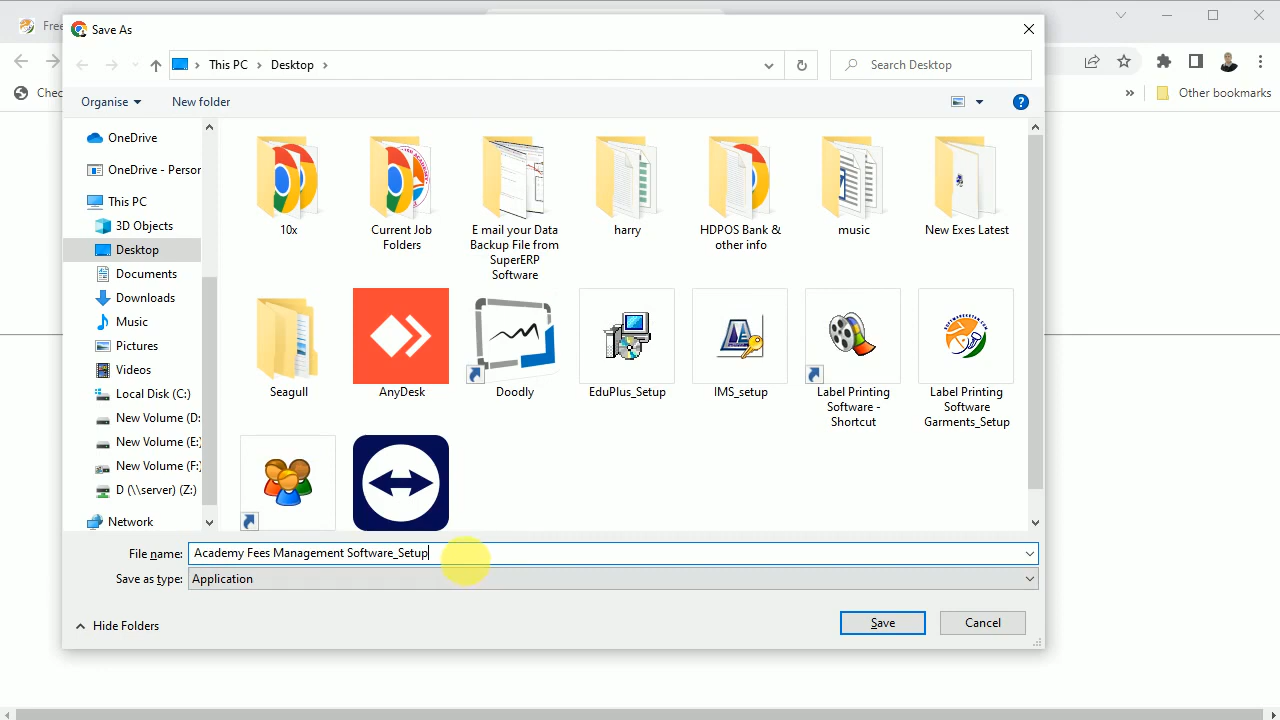 Free
Save As
This PC
Desktop
Search Desktop
Chec
Other bookmarks
Organise
New folder
OneDrive
OneDrive - Person
This PC
3D Objects
Desktop
Documents
Downloads
Music
Pictures
Videos
Local Disk (C:)
New Volume (D:
New Volume (E:
New Volume (F:
D (\\server) (Z:)
Network
10x
Current Job
Folders
E mail your Data
Backup File from
SuperERP
Software
harry
HDPOS Bank &
other info
music
New Exes Latest
Seagull
AnyDesk
Doodly
EduPlus_Setup
IMS_setup
Label Printing
Software -
Shortcut
Label Printing
Software
Garments_Setup
File name:
Academy Fees Management Software_Setup
Save as type:
Application
Hide Folders
Save
Cancel